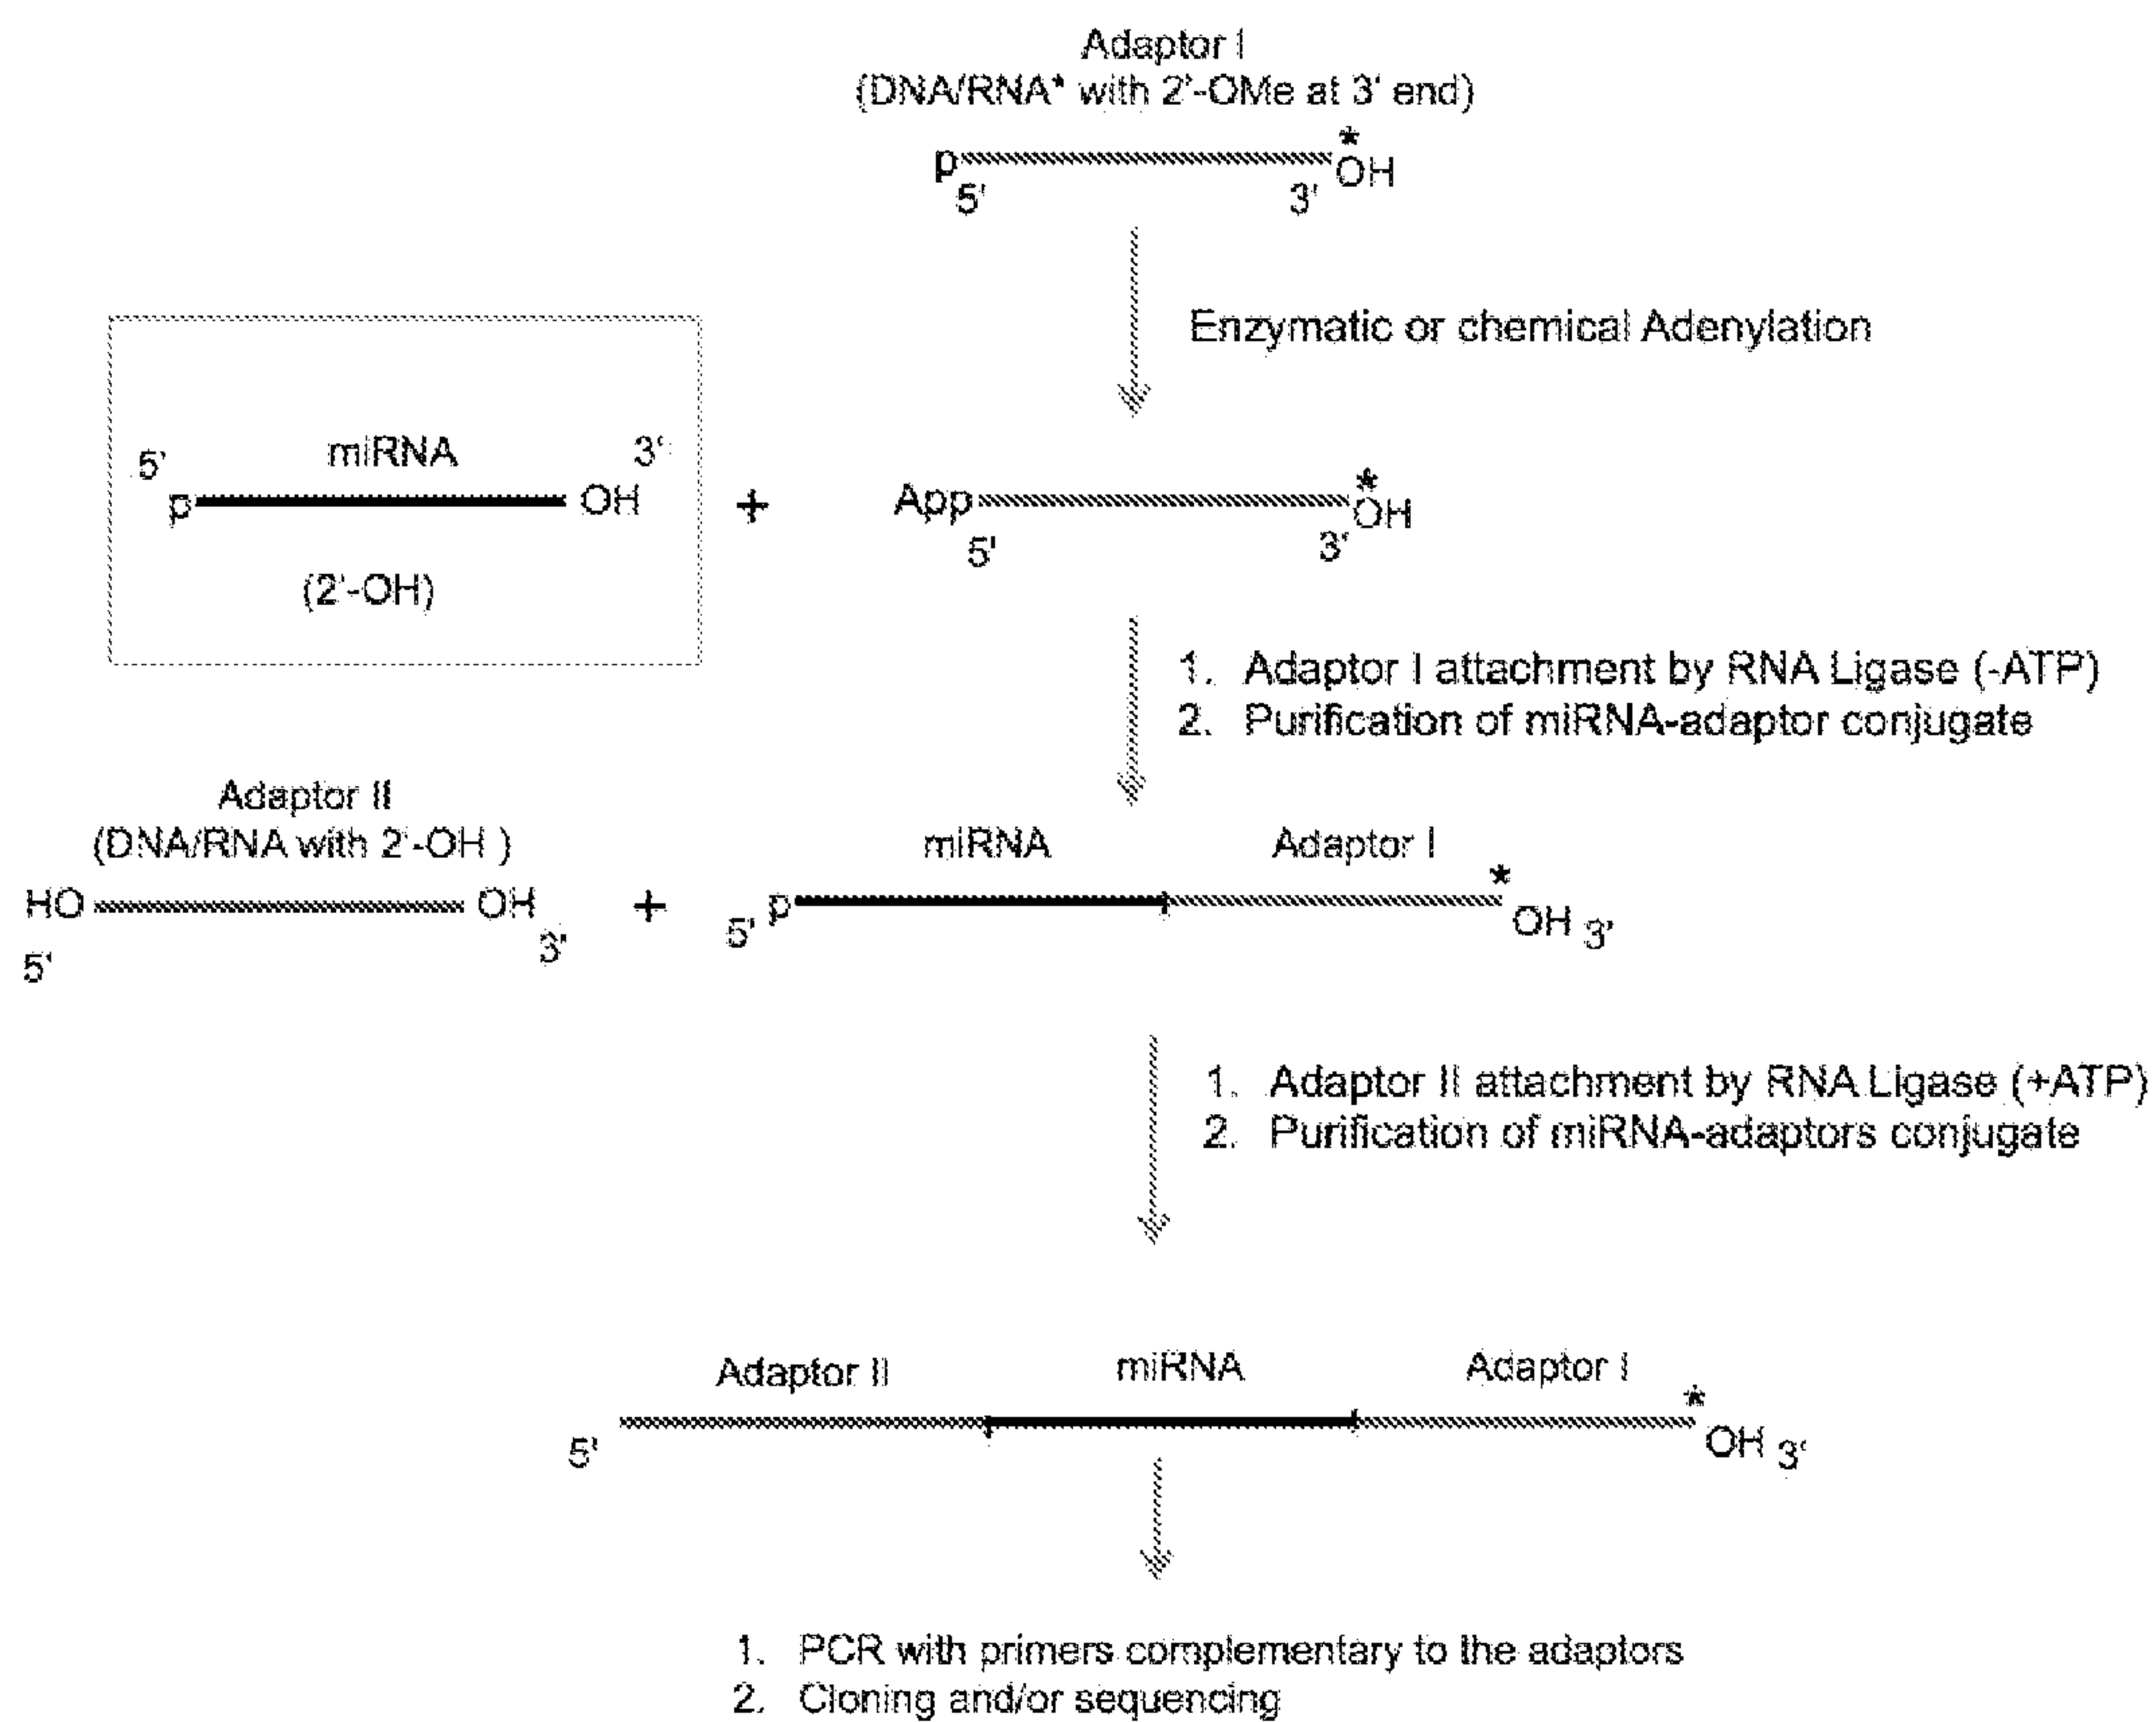 Adaptor I
(DNA/RNA* with 2'-OMe at 3' end)
*
p OH
5' 3'
Enzymatic or chemical Adenylation
5' miRNA 3'
p OH
(2'-OH)
+
*
App OH
5' 3'
1. Adaptor I attachment by RNA Ligase (-ATP)
2. Purification of miRNA-adaptor conjugate
Adaptor II
(DNA/RNA with 2'-OH )
HO OH
5' 3'
+
miRNA Adaptor I
*
5' p OH 3'
1. Adaptor II attachment by RNA Ligase (+ATP)
2. Purification of miRNA-adaptors conjugate
Adaptor II miRNA Adaptor I
*
5' OH 3'
1. PCR with primers complementary to the adaptors
2. Cloning and/or sequencing